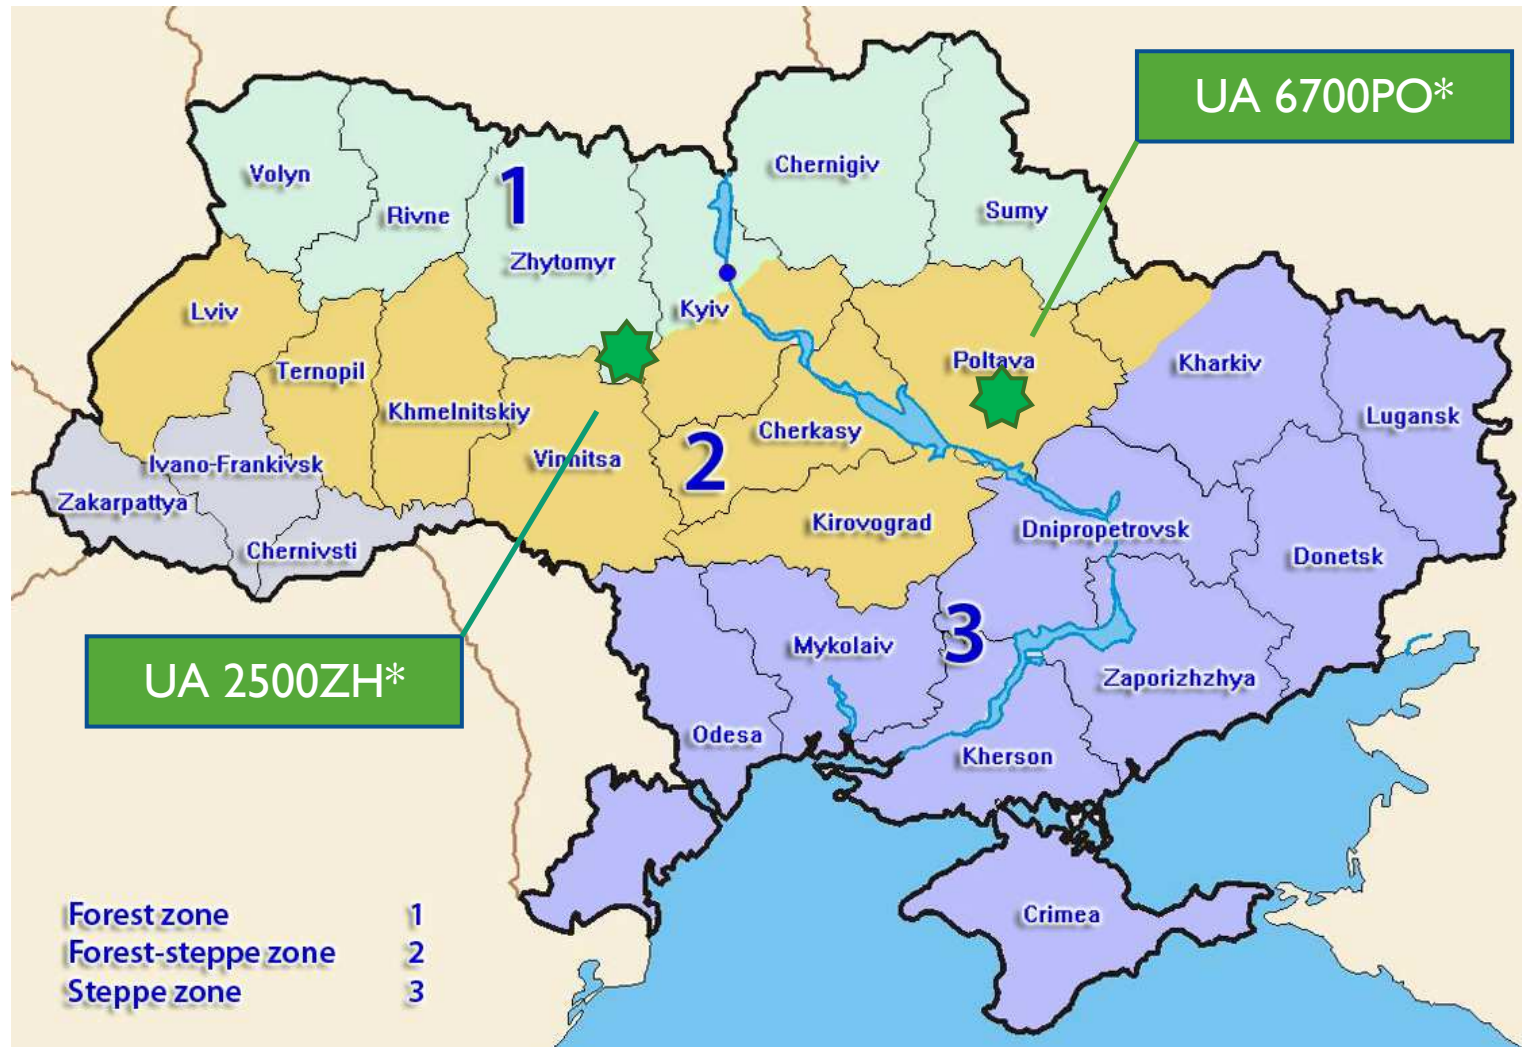 UA 6700PO*
Volyn
Rivne
1
Zhytomyr
Chernigiv
Sumy
Lviv
Kyiv
Ternopil
Khmelnitskiy
Poltava
Kharkiv
Lugansk
Vinnitsa
2
Cherkasy
Ivano-Frankivsk
Zakarpattya
Chernivsti
Kirovograd
Dnipropetrovsk
Donetsk
UA 2500ZH*
Mykolaiv
3
Zaporizhzhya
Odesa
Kherson
Crimea
Forest zone 1
Forest-steppe zone 2
Steppe zone 3